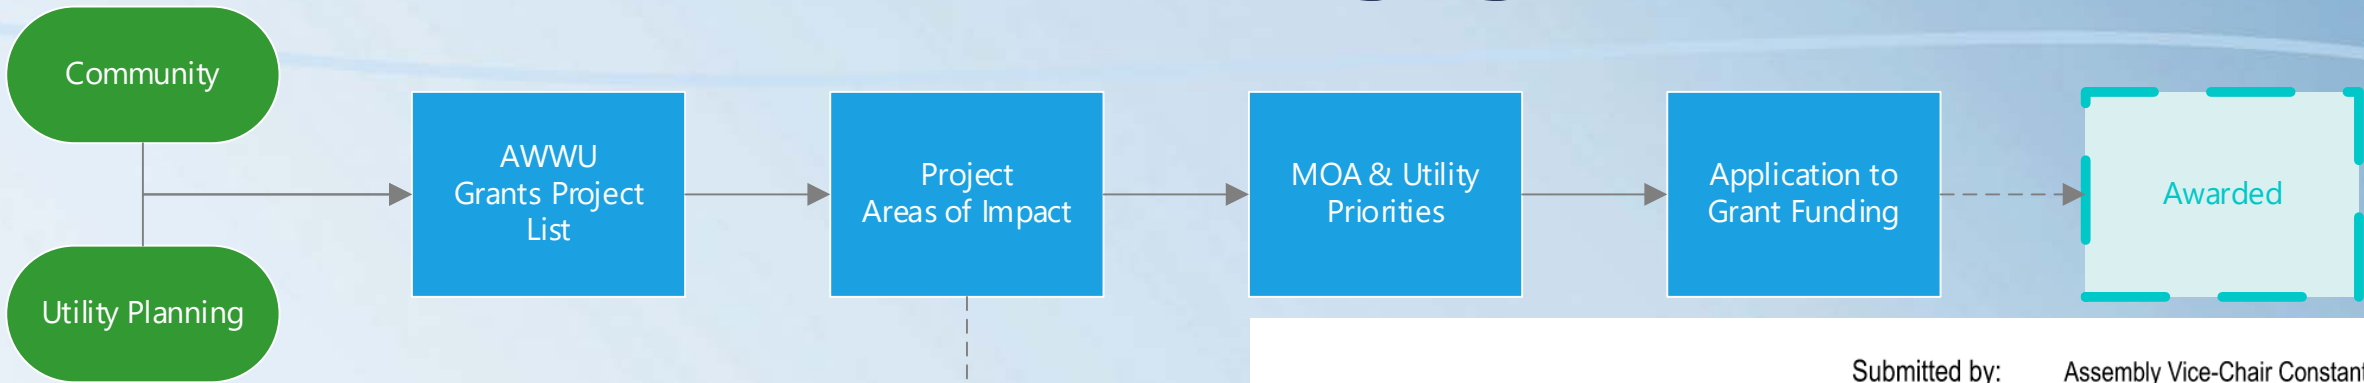 Community
Utility Planning
AWWU
Grants Project
List
Project
Areas of Impact
MOA & Utility
Priorities
Application to
Grant Funding
Awarded
Submitted by: Assembly Vice-Chair